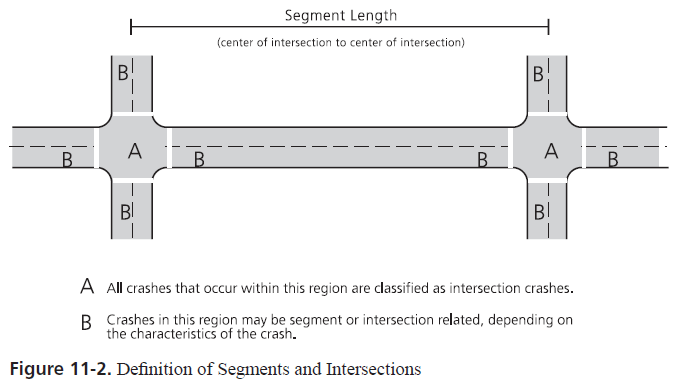 Segment Length
(center of intersection to center of intersection)
B
B
A
A
B
B
B
B
B
B
A All crashes that occur within this region are classified as intersection crashes.
B Crashes in this region may be segment or intersection related, depending on
the characteristics of the crash.
Figure 11-2. Definition of Segments and Intersections